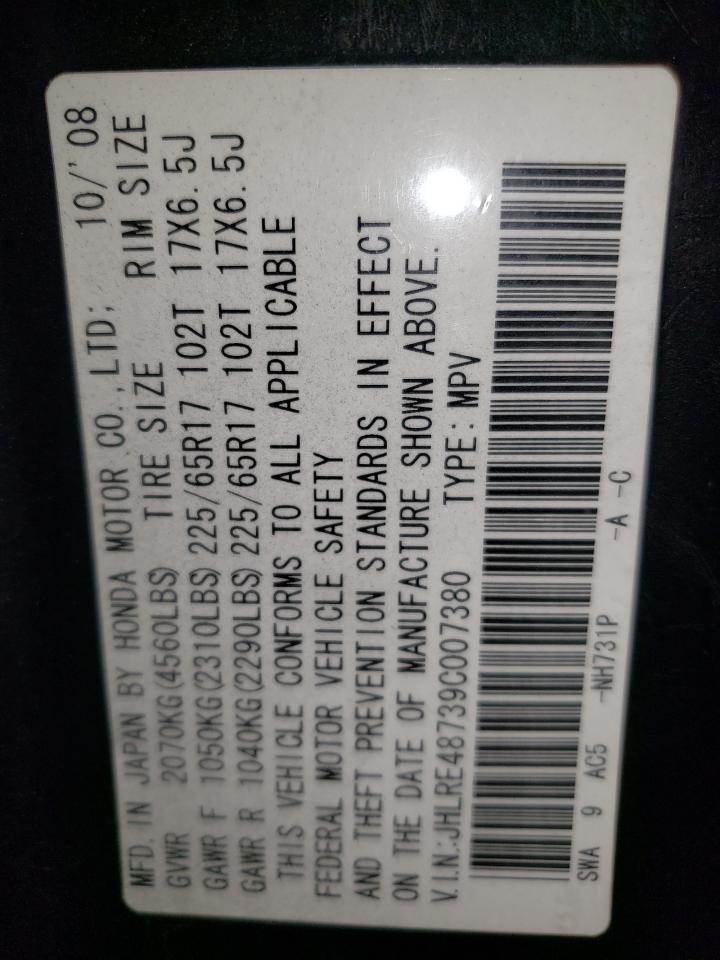 MFD. IN JAPAN BY HONDA MOTOR CO.,LTD; 10/'08
GVWR 2070KG(4560LBS) TIRE SIZE RIM SIZE
GAWR F 1050KG(2310LBS) 225/65R17 102T 17X6.5J
GAWR R 1040KG(2290LBS) 225/65R17 102T 17X6.5J
THIS VEHICLE CONFORMS TO ALL APPLICABLE
FEDERAL MOTOR VEHICLE SAFETY
AND THEFT PREVENTION STANDARDS IN EFFECT
ON THE DATE OF MANUFACTURE SHOWN ABOVE.
V.I.N.:JHLRE48739C007380 TYPE:MPV
SWA 9 AC5 -NH731P -A -C